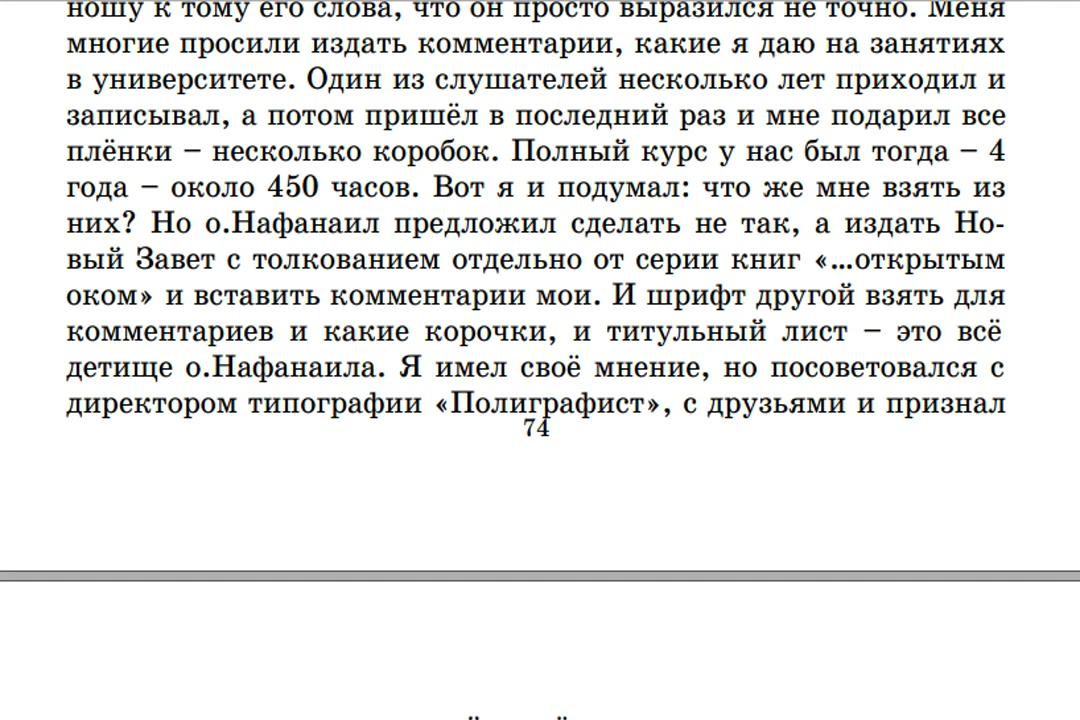 ношу к тому его слова, что он просто выразился не точно. Меня
многие просили издать комментарии, какие я даю на занятиях
в университете. Один из слушателей несколько лет приходил и
записывал, а потом пришёл в последний раз и мне подарил все
плёнки – несколько коробок. Полный курс у нас был тогда – 4
года – около 450 часов. Вот я и подумал: что же мне взять из
них? Но о.Нафанаил предложил сделать не так, а издать Но-
вый Завет с толкованием отдельно от серии книг «...открытым
оком» и вставить комментарии мои. И шрифт другой взять для
комментариев и какие корочки, и титульный лист – это всё
детище о.Нафанаила. Я имел своё мнение, но посоветовался с
директором типографии «Полиграфист», с друзьями и признал
74